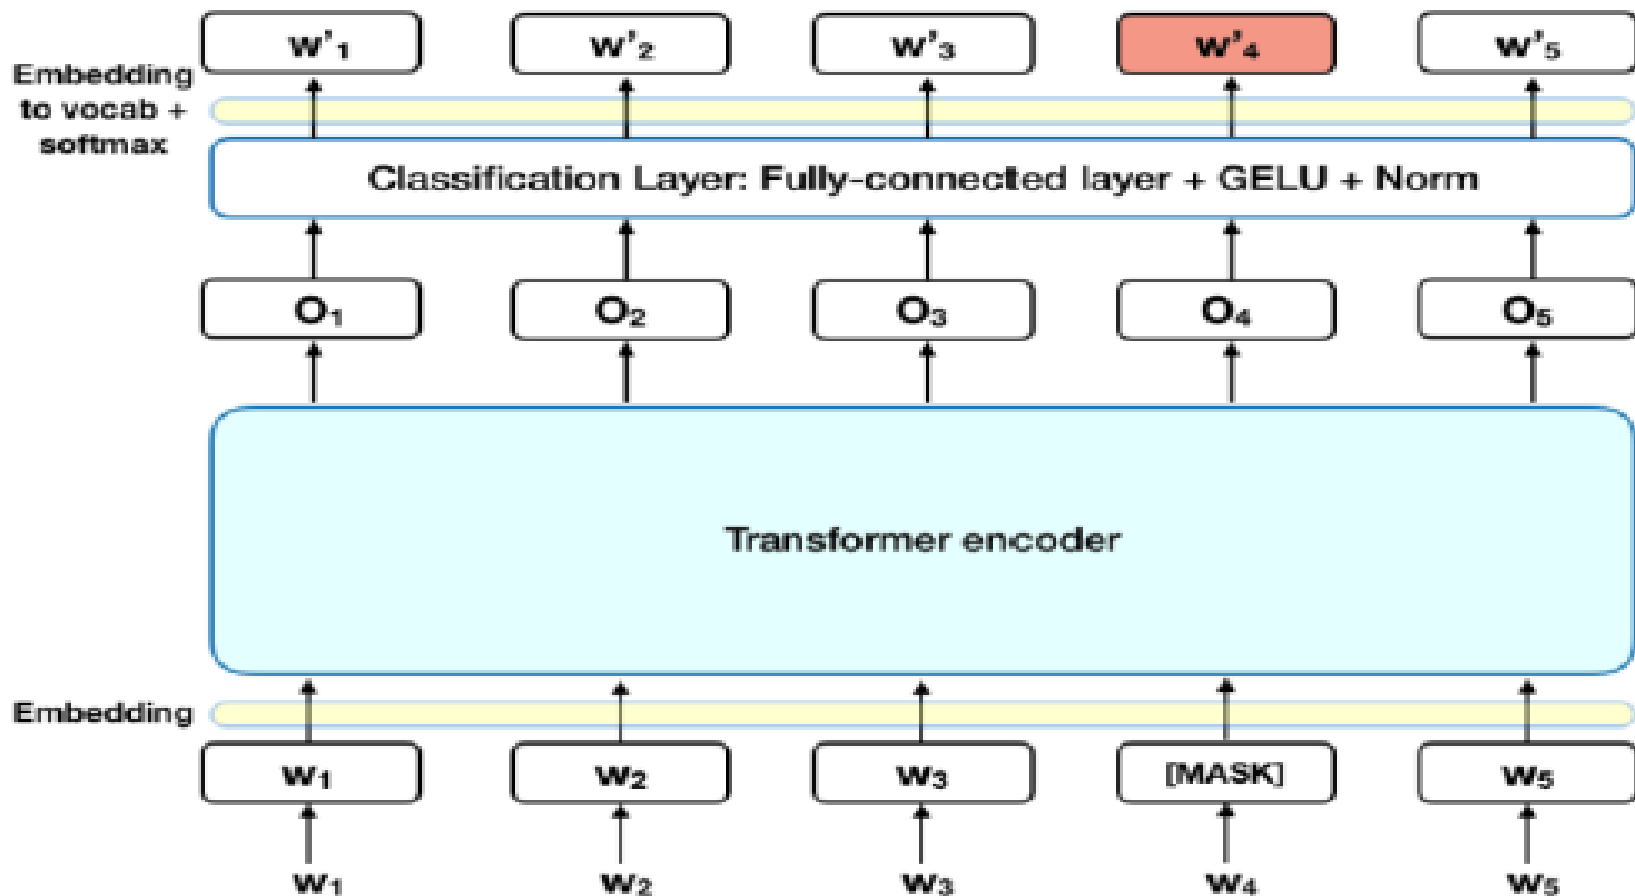 w'₁ w'₂ w'₃ w'₄ w'₅
Embedding
to vocab +
softmax
Classification Layer: Fully-connected layer + GELU + Norm
O₁ O₂ O₃ O₄ O₅
Transformer encoder
Embedding
w₁ w₂ w₃ [MASK] w₅
w₁ w₂ w₃ w₄ w₅